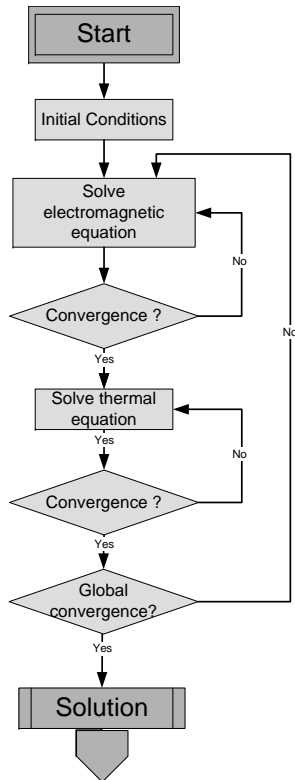 Start
Initial Conditions
Solve
electromagnetic
equation
No
No
Convergence ?
Yes
Solve thermal
equation
Yes
No
Convergence ?
Yes
Global
convergence?
Yes
Solution